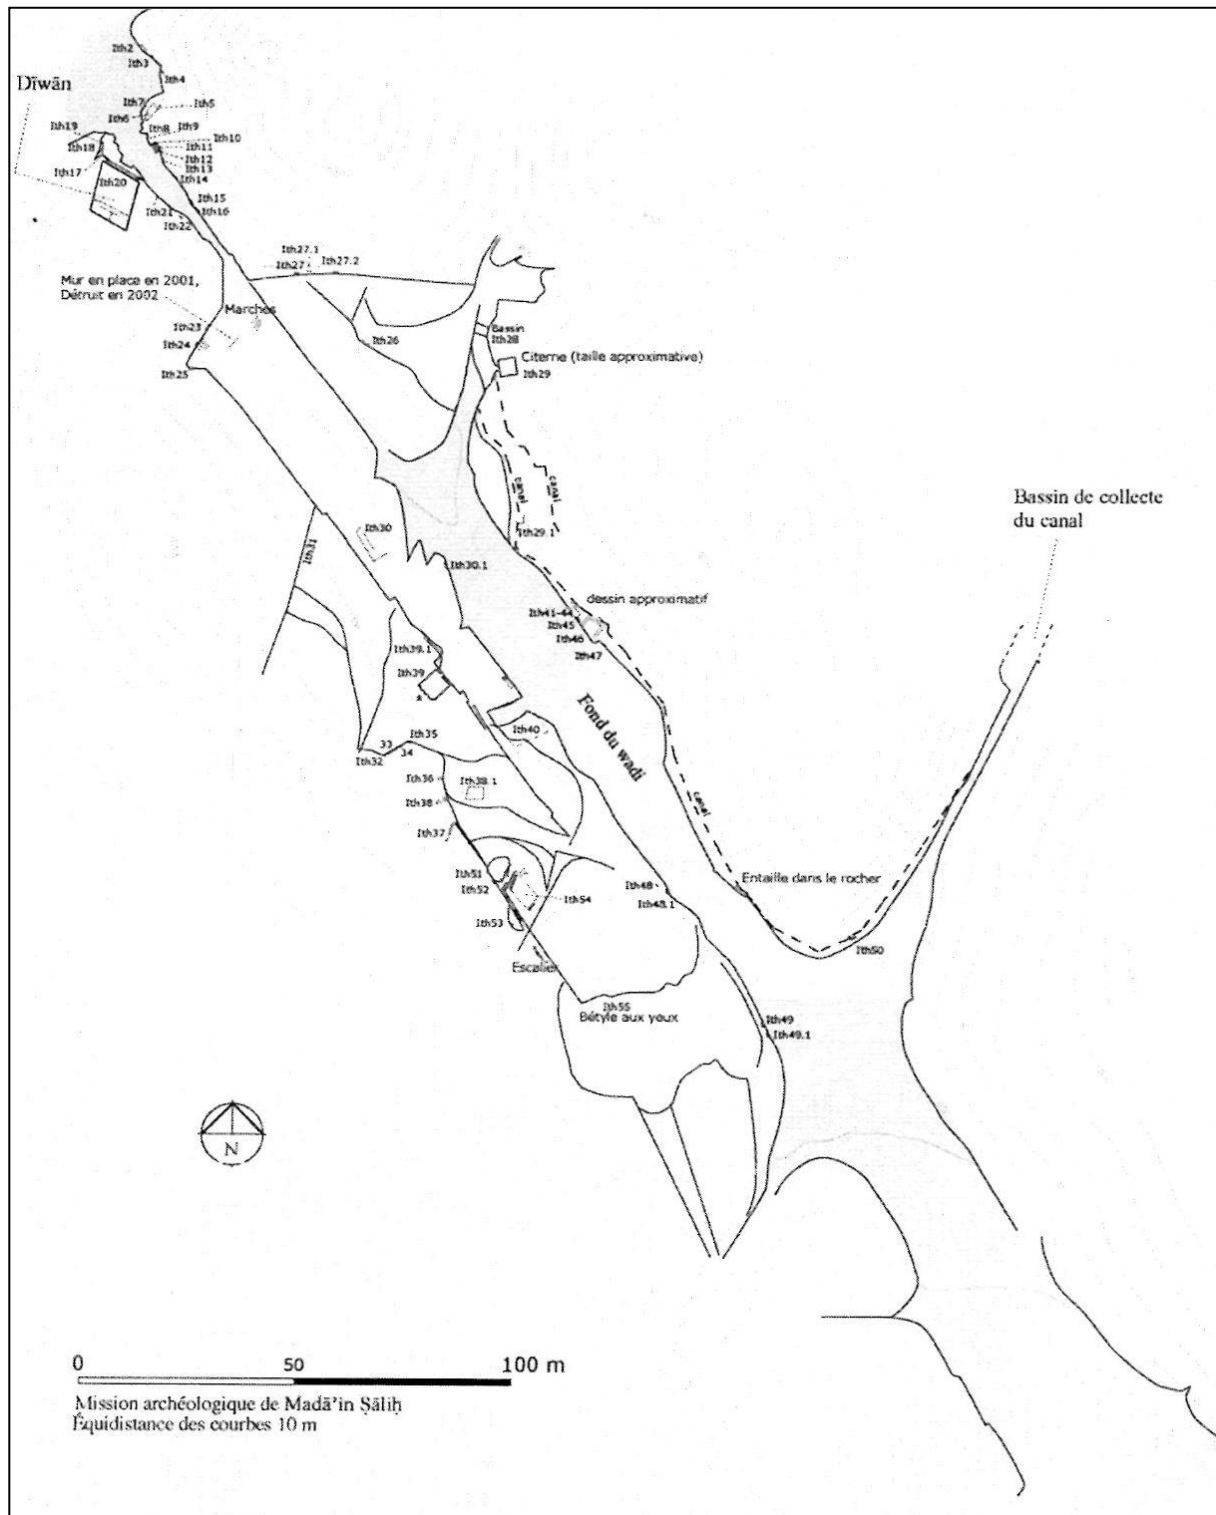 Ith2
Ith3
Ith4
Dīwān
Ith7
Ith5
Ith6
Ith8
Ith9
Ith19
Ith10
Ith18
Ith11
Ith12
Ith13
Ith17
Ith20
Ith14
Ith15
Ith21
Ith16
Ith22
Ith27.1
Ith27
Ith27.2
Mur en place en 2001,
Détruit en 2002
Marches
Ith23
Ith24
Ith25
Ith26
Bassin
Ith28
Citerne (taille approximative)
Ith29
canal
canal
Bassin de collecte
du canal
Ith30
Ith29.1
Ith31
Ith30.1
dessin approximatif
Ith41-44
Ith45
Ith46
Ith47
Ith39.1
Ith39
Fond du wadi
Ith40
33
Ith35
34
Ith32
Ith36
Ith38.1
Ith38
canal
Ith37
Ith51
Ith52
Ith54
Ith53
Entaille dans le rocher
Ith48
Ith48.1
Ith50
Escalier
Ith55
Bétyle aux yeux
Ith49
Ith49.1
N
0 50 100 m
Mission archéologique de Madā’in Ṣāliḥ
Équidistance des courbes 10 m